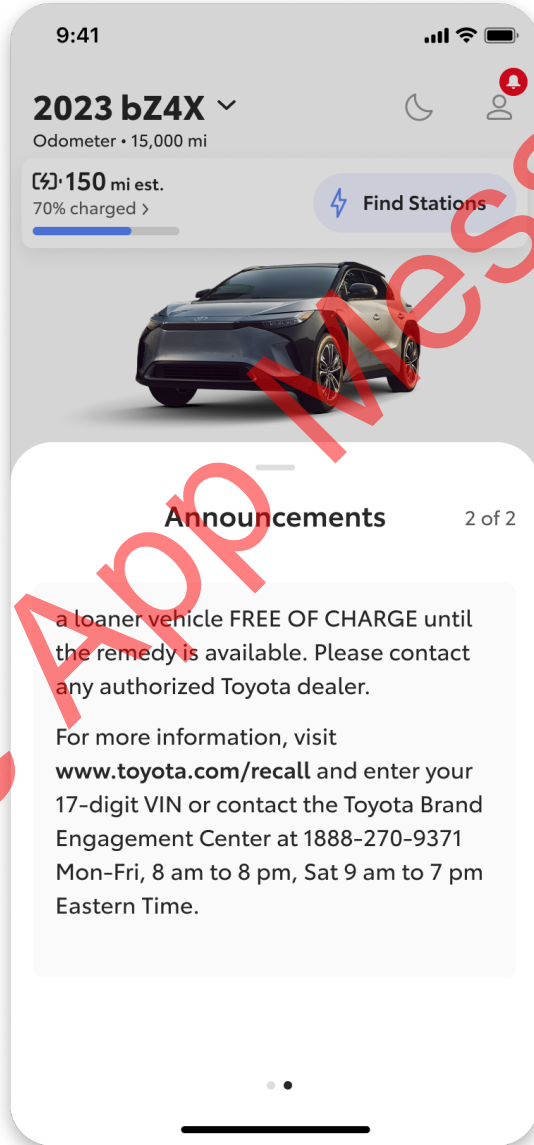 9:41
2023 bZ4X
Odometer • 15,000 mi
150 mi est.
70% charged >
Find Stations
Announcements
2 of 2
a loaner vehicle FREE OF CHARGE until
the remedy is available. Please contact
any authorized Toyota dealer.
For more information, visit
www.toyota.com/recall and enter your
17-digit VIN or contact the Toyota Brand
Engagement Center at 1888-270-9371
Mon-Fri, 8 am to 8 pm, Sat 9 am to 7 pm
Eastern Time.
App